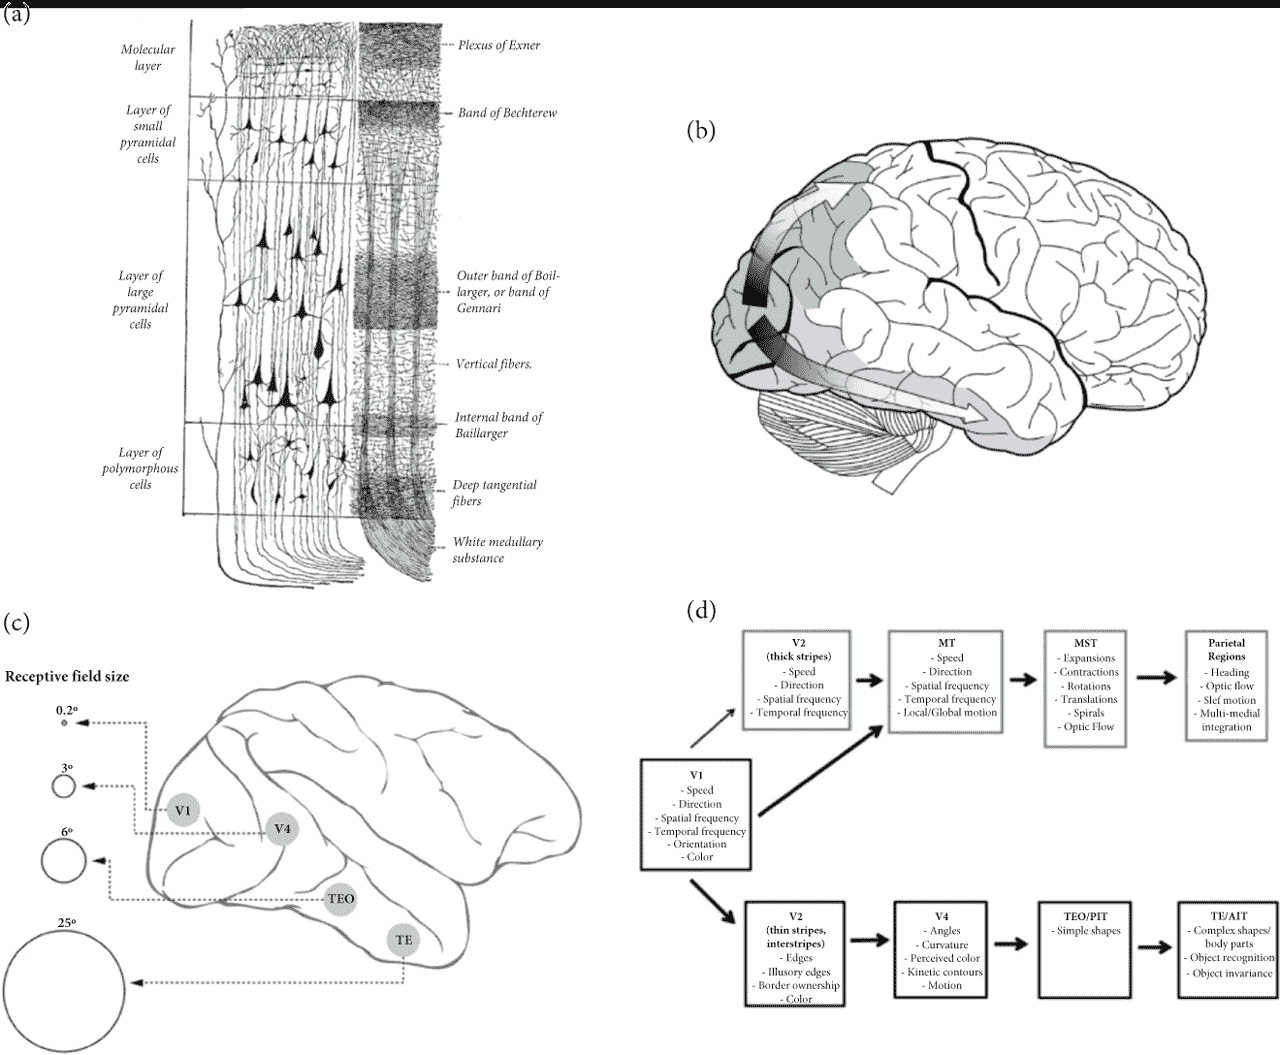 (a)
Molecular
layer
Layer of
small
pyramidal
cells
Layer of
large
pyramidal
cells
Layer of
polymorphous
cells
Plexus of Exner
Band of Bechterew
Outer band of Boil-
larger, or band of
Gennari
Vertical fibers.
Internal band of
Baillarger
Deep tangential
fibers
White medullary
substance
(b)
(c)
Receptive field size
0.2º
3º
6º
25º
V1
V4
TEO
TE
(d)
V2
(thick stripes)
- Speed
- Direction
- Spatial frequency
- Temporal frequency
MT
- Speed
- Direction
- Spatial frequency
- Temporal frequency
- Local/Global motion
MST
- Expansions
- Contractions
- Rotations
- Translations
- Spirals
- Optic Flow
Parietal
Regions
- Heading
- Optic flow
- Slef motion
- Multi-medial
integration
V1
- Speed
- Direction
- Spatial frequency
- Temporal frequency
- Orientation
- Color
V2
(thin stripes,
interstripes)
- Edges
- Illusory edges
- Border ownership
- Color
V4
- Angles
- Curvature
- Perceived color
- Kinetic contours
- Motion
TEO/PIT
- Simple shapes
TE/AIT
- Complex shapes/
body parts
- Object recognition
- Object invariance